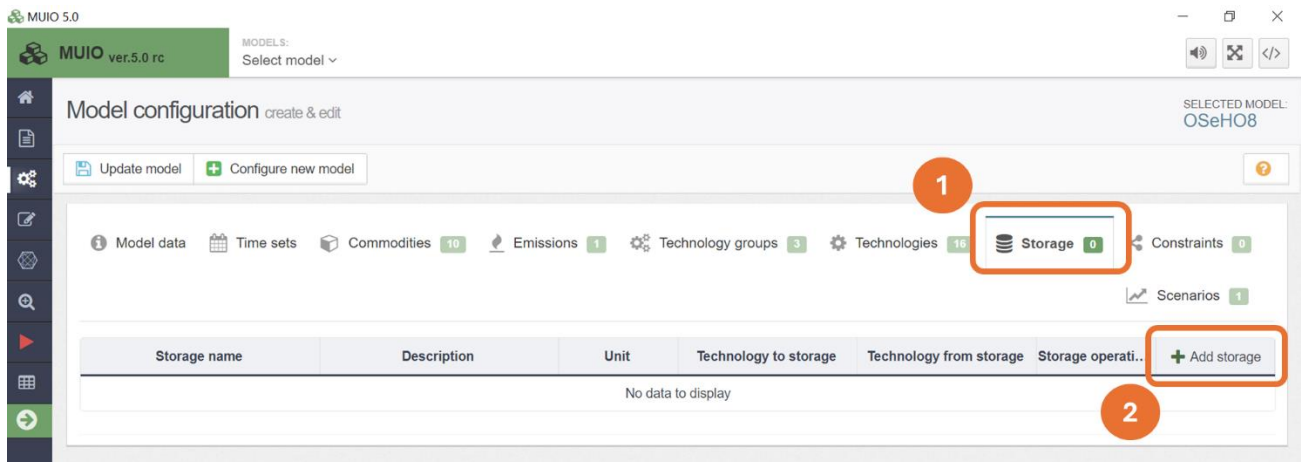 MUIO 5.0
MUIO ver.5.0 rc
MODELS:
Select model
Model configuration create & edit
SELECTED MODEL:
OSeHO8
Update model Configure new model
1
Model data Time sets Commodities 10 Emissions 1 Technology groups 3 Technologies 16 Storage 0 Constraints 0
Scenarios 1
Storage name Description Unit Technology to storage Technology from storage Storage operati... Add storage
No data to display
2